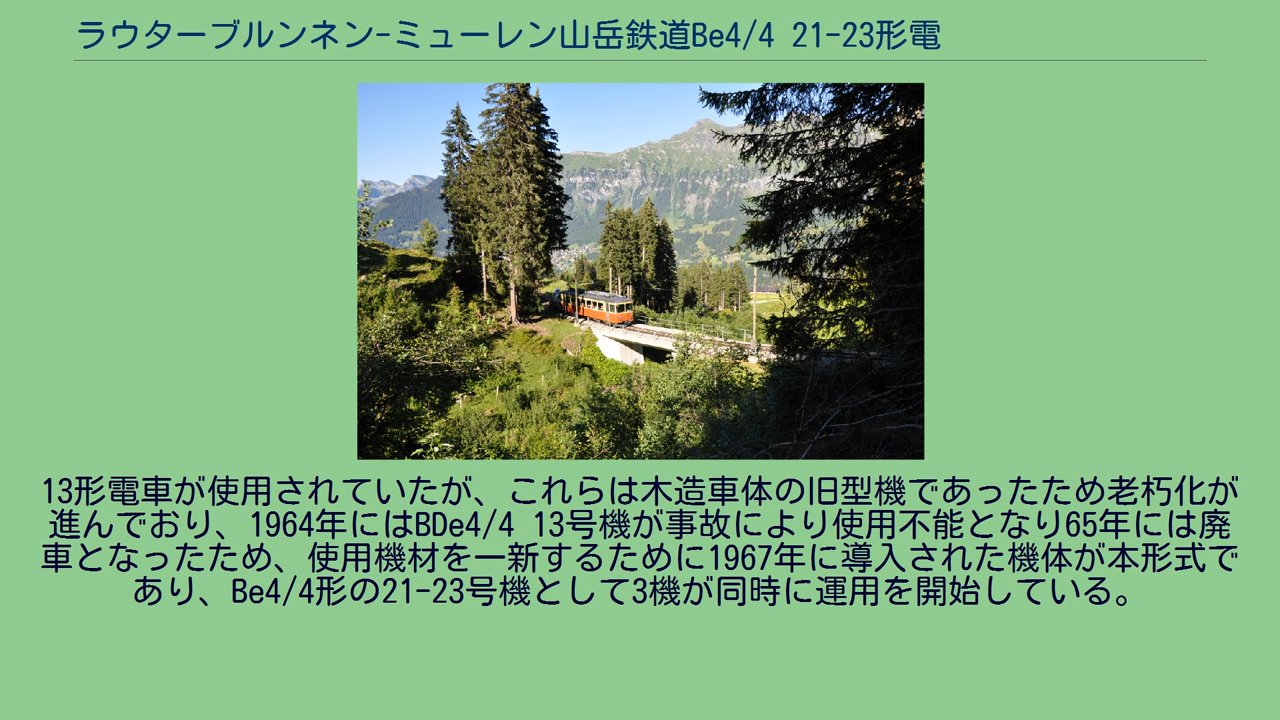 ラウターブルンネン-ミューレン山岳鉄道Be4/4 21-23形電
13形電車が使用されていたが、これらは木造車体の旧型機であったため老朽化が
進んでおり、1964年にはBDe4/4 13号機が事故により使用不能となり65年には廃
車となったため、使用機材を一新するために1967年に導入された機体が本形式で
あり、Be4/4形の21-23号機として3機が同時に運用を開始している。